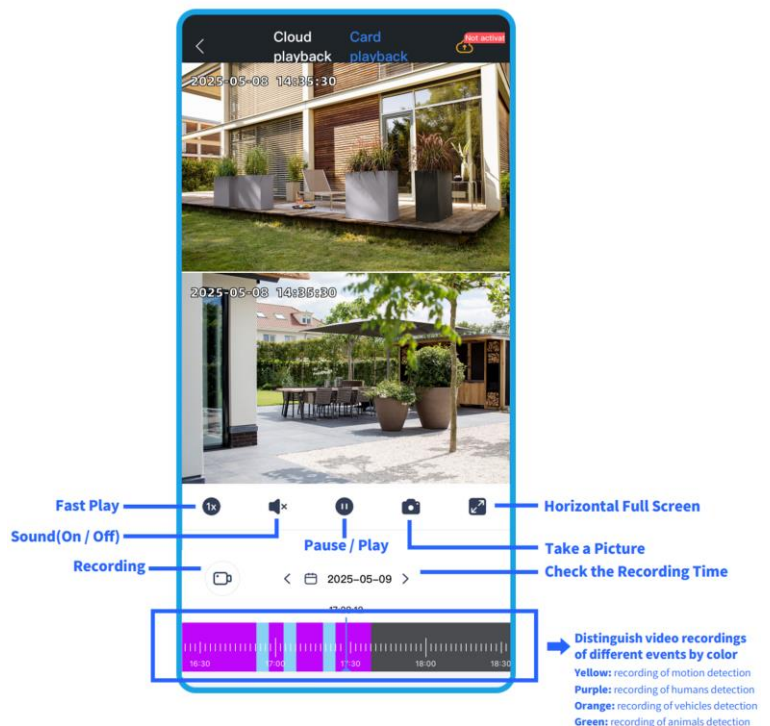 Cloud playback
Card playback
Not activat
2025-05-08 14:35:30
2025-05-08 14:35:30
1x
Fast Play
Horizontal Full Screen
Sound(On / Off)
Pause / Play
Take a Picture
Recording
2025-05-09
Check the Recording Time
16:30
17:00
17:30
18:00
18:30
Distinguish video recordings
of different events by color
Yellow: recording of motion detection
Purple: recording of humans detection
Orange: recording of vehicles detection
Green: recording of animals detection